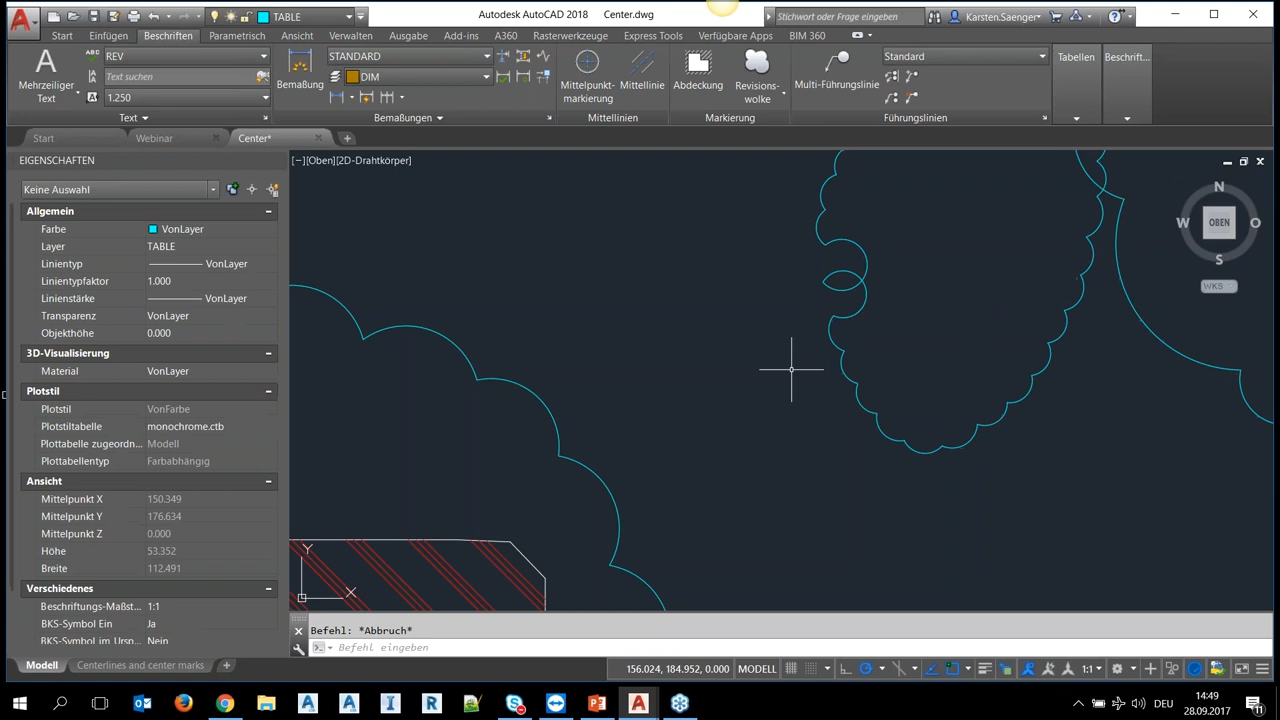 TABLE
Autodesk AutoCAD 2018 Center.dwg
Stichwort oder Frage eingeben
Karsten.Saenger...
Start Einfügen Beschriften Parametrisch Ansicht Verwalten Ausgabe Add-ins A360 Rasterwerkzeuge Express Tools Verfügbare Apps BIM 360
A
Mehrzeiliger
Text
REV
Text suchen
1.250
Text
Bemaßung
STANDARD
DIM
Bemaßungen
Mittelpunkt-
markierung
Mittellinie
Mittellinien
Abdeckung
Revisions-
wolke
Markierung
Multi-Führungslinie
Standard
Führungslinien
Tabellen
Beschrift...
Start Webinar Center*
EIGENSCHAFTEN
[−][Oben][2D-Drahtkörper]
Keine Auswahl
Allgemein
Farbe VonLayer
Layer TABLE
Linientyp VonLayer
Linientypfaktor 1.000
Linienstärke VonLayer
Transparenz VonLayer
Objekthöhe 0.000
3D-Visualisierung
Material VonLayer
Plotstil
Plotstil VonFarbe
Plotstiltabelle monochrome.ctb
Plottabelle zugeordn... Modell
Plottabellentyp Farbabhängig
Ansicht
Mittelpunkt X 150.349
Mittelpunkt Y 176.634
Mittelpunkt Z 0.000
Höhe 53.352
Breite 112.491
Verschiedenes
Beschriftungs-Maßst... 1:1
BKS-Symbol Ein Ja
BKS-Symbol im Ursp... Nein
N
W OBEN O
S
WKS
Y
X
Befehl: *Abbruch*
Befehl eingeben
Modell Centerlines and center marks
156.024, 184.952, 0.000 MODELL 1:1
DEU
14:49
28.09.2017
11